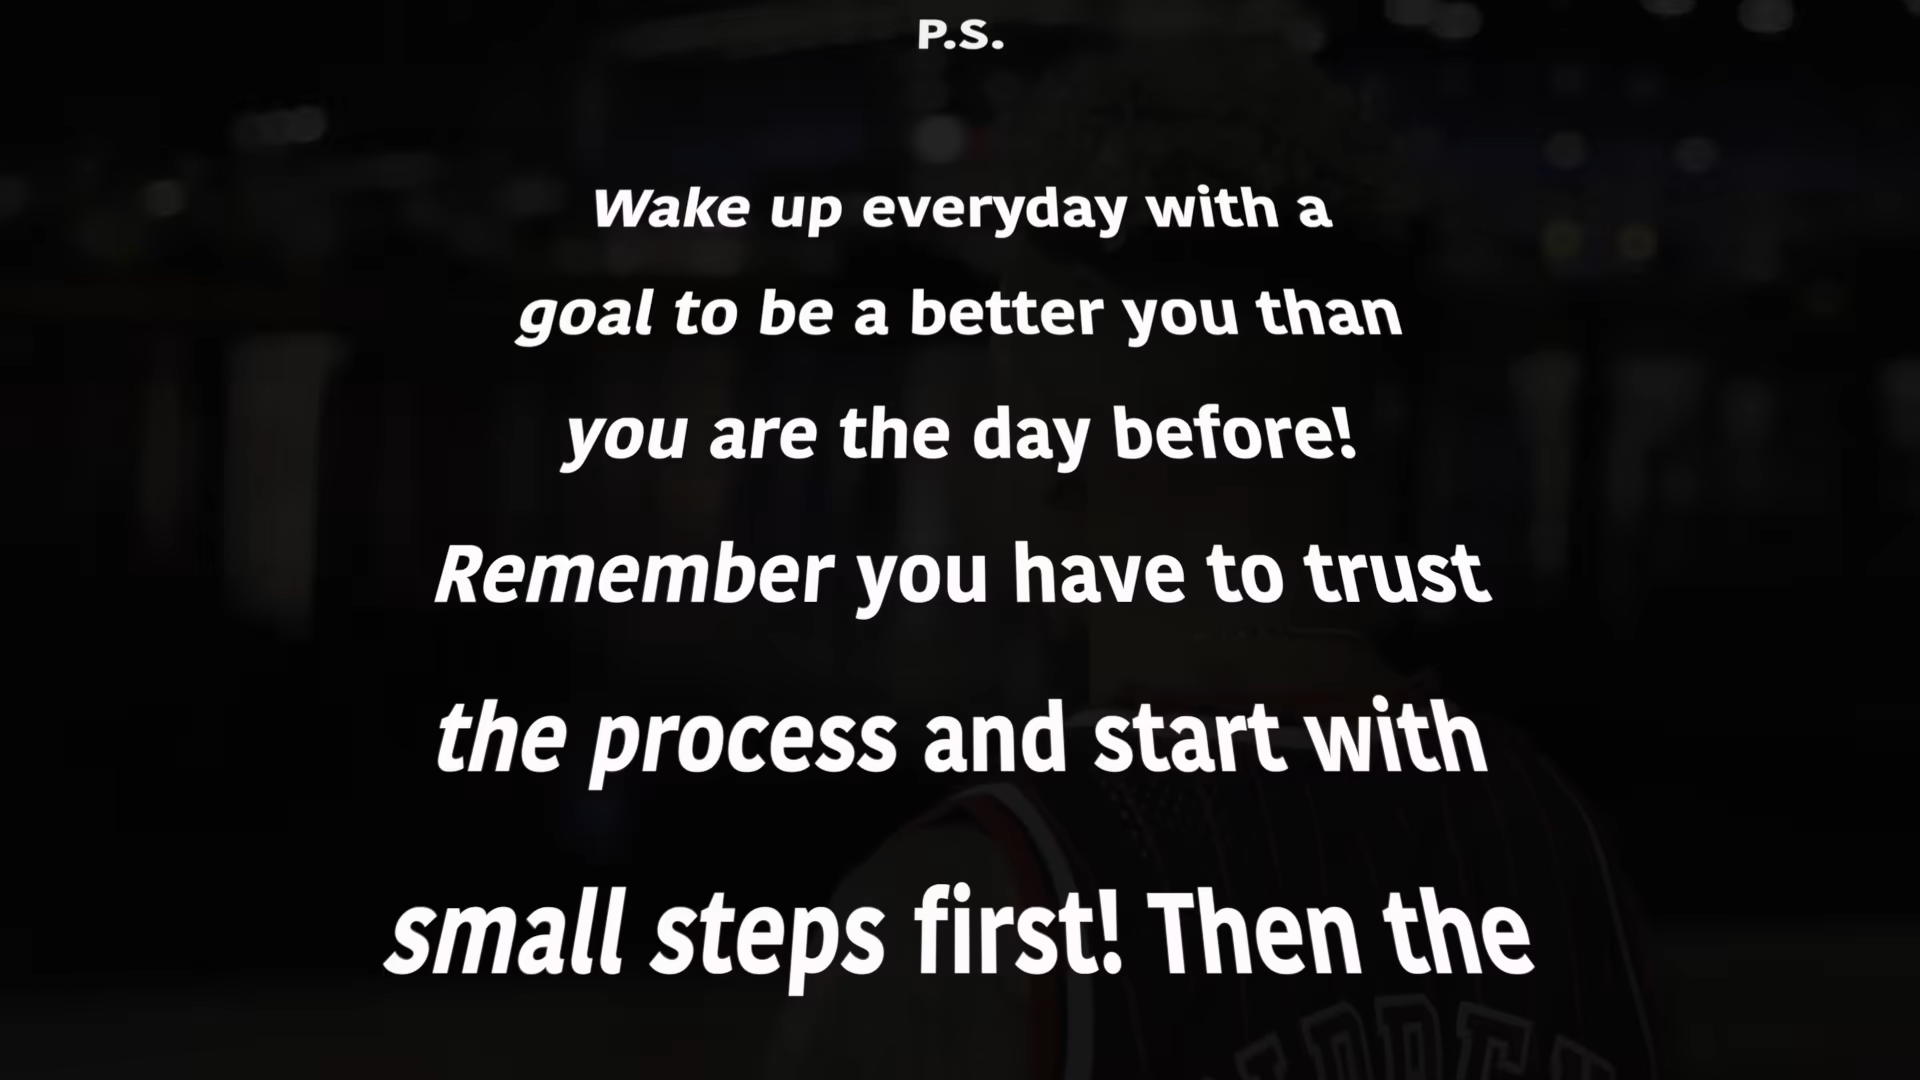 P.S.
Wake up everyday with a
goal to be a better you than
you are the day before!
Remember you have to trust
the process and start with
small steps first! Then the